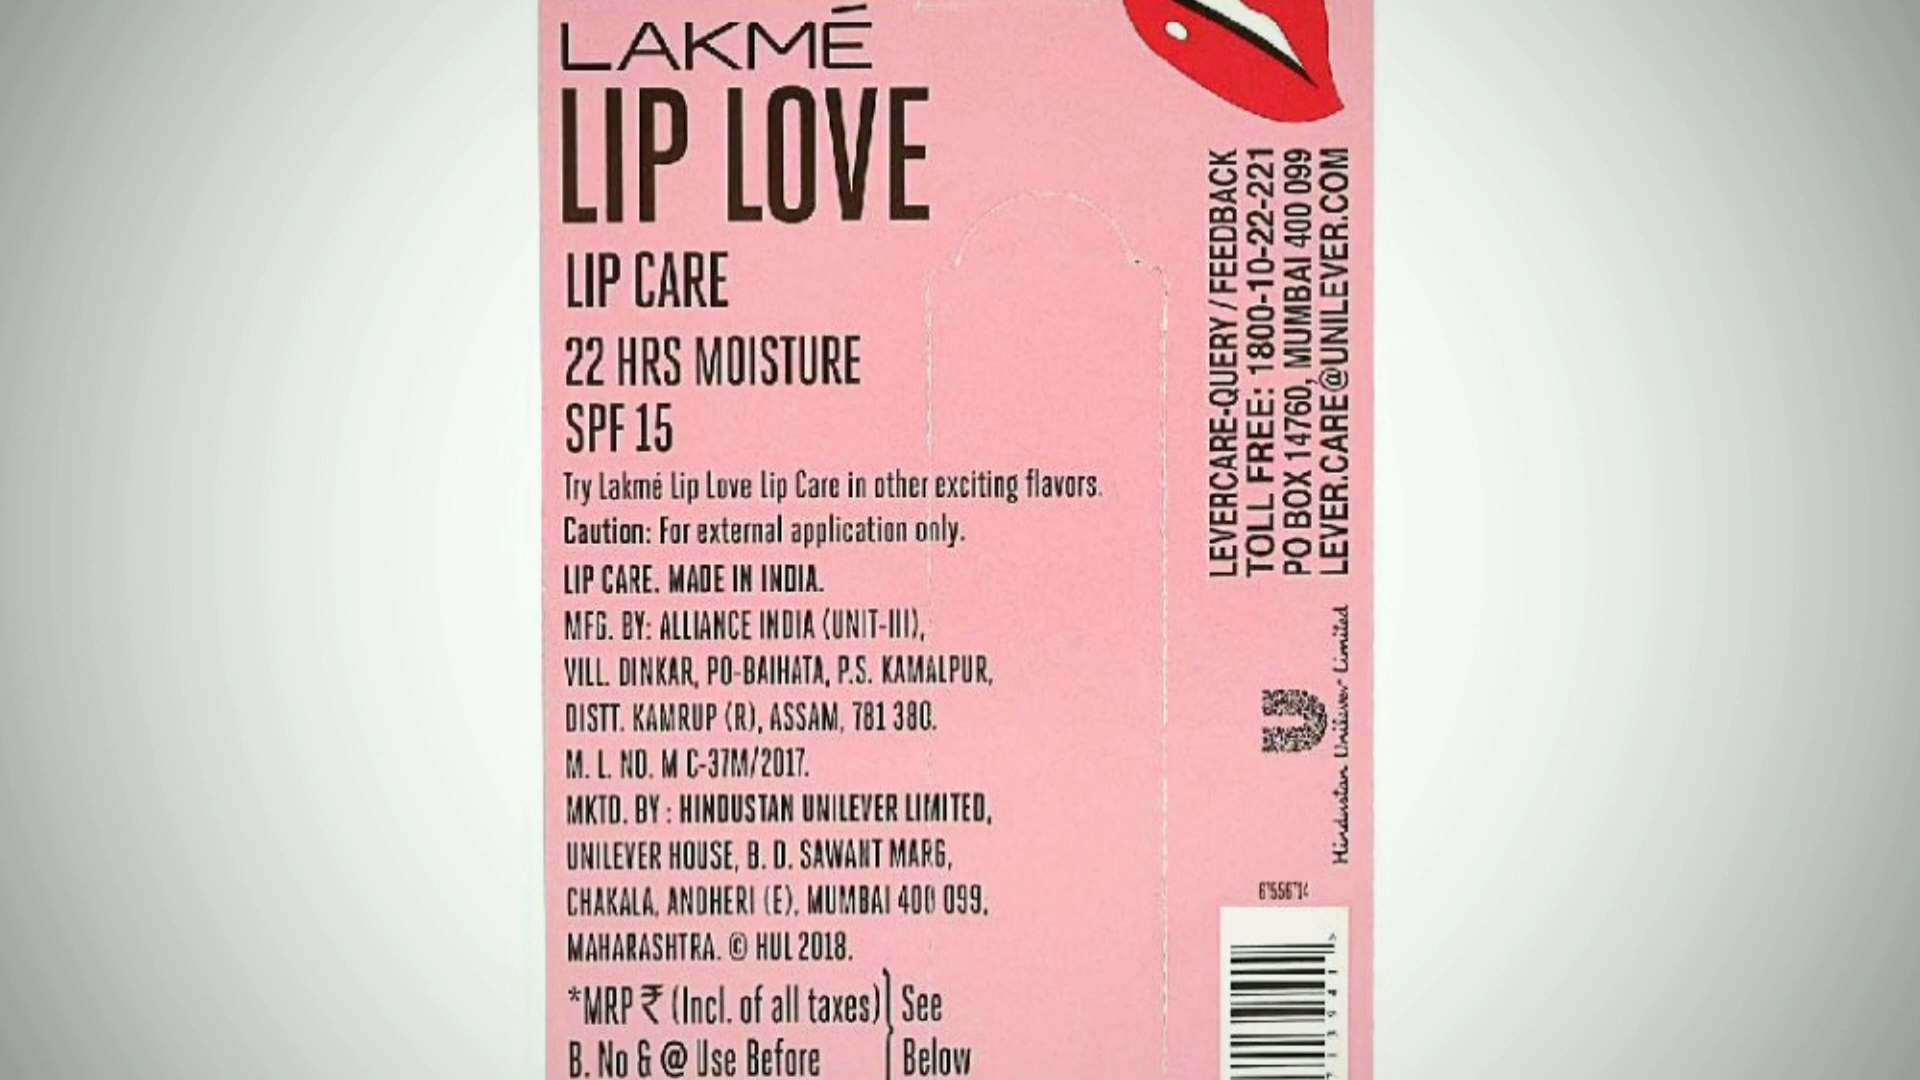 LAKMÉ
LIP LOVE
LIP CARE
22 HRS MOISTURE
SPF 15
Try Lakmé Lip Love Lip Care in other exciting flavors.
Caution: For external application only.
LIP CARE. MADE IN INDIA.
MFG. BY: ALLIANCE INDIA (UNIT-III),
VILL. DINKAR, PO-BAIHATA, P.S. KAMALPUR,
DISTT. KAMRUP (R), ASSAM, 781 380.
M. L. NO. M C-37M/2017.
MKTD. BY : HINDUSTAN UNILEVER LIMITED,
UNILEVER HOUSE, B. D. SAWANT MARG,
CHAKALA, ANDHERI (E), MUMBAI 400 099,
MAHARASHTRA. © HUL 2018.
*MRP ₹ (Incl. of all taxes) See
B. No & @ Use Before Below
LEVERCARE-QUERY / FEEDBACK
TOLL FREE: 1800-10-22-221
PO BOX 14760, MUMBAI 400 099
LEVER.CARE@UNILEVER.COM
Hindustan Unilever Limited